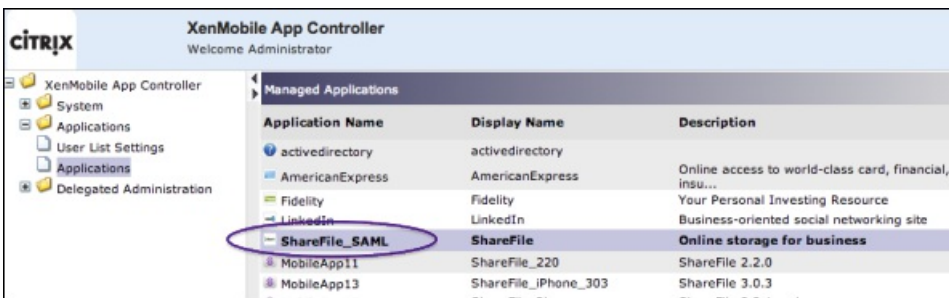 CITRIX
XenMobile App Controller
Welcome Administrator
XenMobile App Controller
System
Applications
User List Settings
Applications
Delegated Administration
Managed Applications
Application Name Display Name Description
activedirectory activedirectory
AmericanExpress AmericanExpress Online access to world-class card, financial, insu...
Fidelity Fidelity Your Personal Investing Resource
LinkedIn LinkedIn Business-oriented social networking site
ShareFile_SAML ShareFile Online storage for business
MobileApp11 ShareFile_220 ShareFile 2.2.0
MobileApp13 ShareFile_iPhone_303 ShareFile 3.0.3